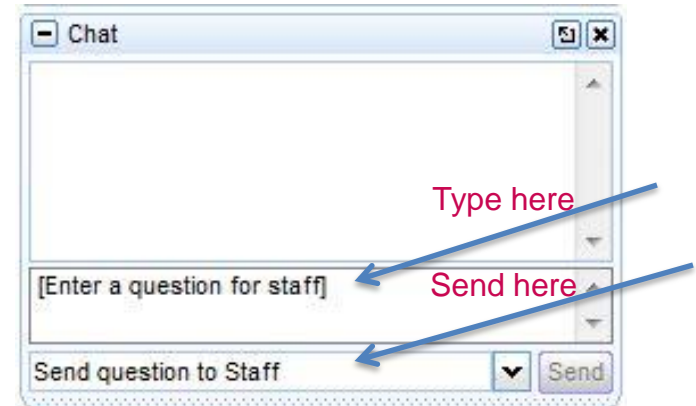 Chat
Type here
[Enter a question for staff]
Send here
Send question to Staff
Send